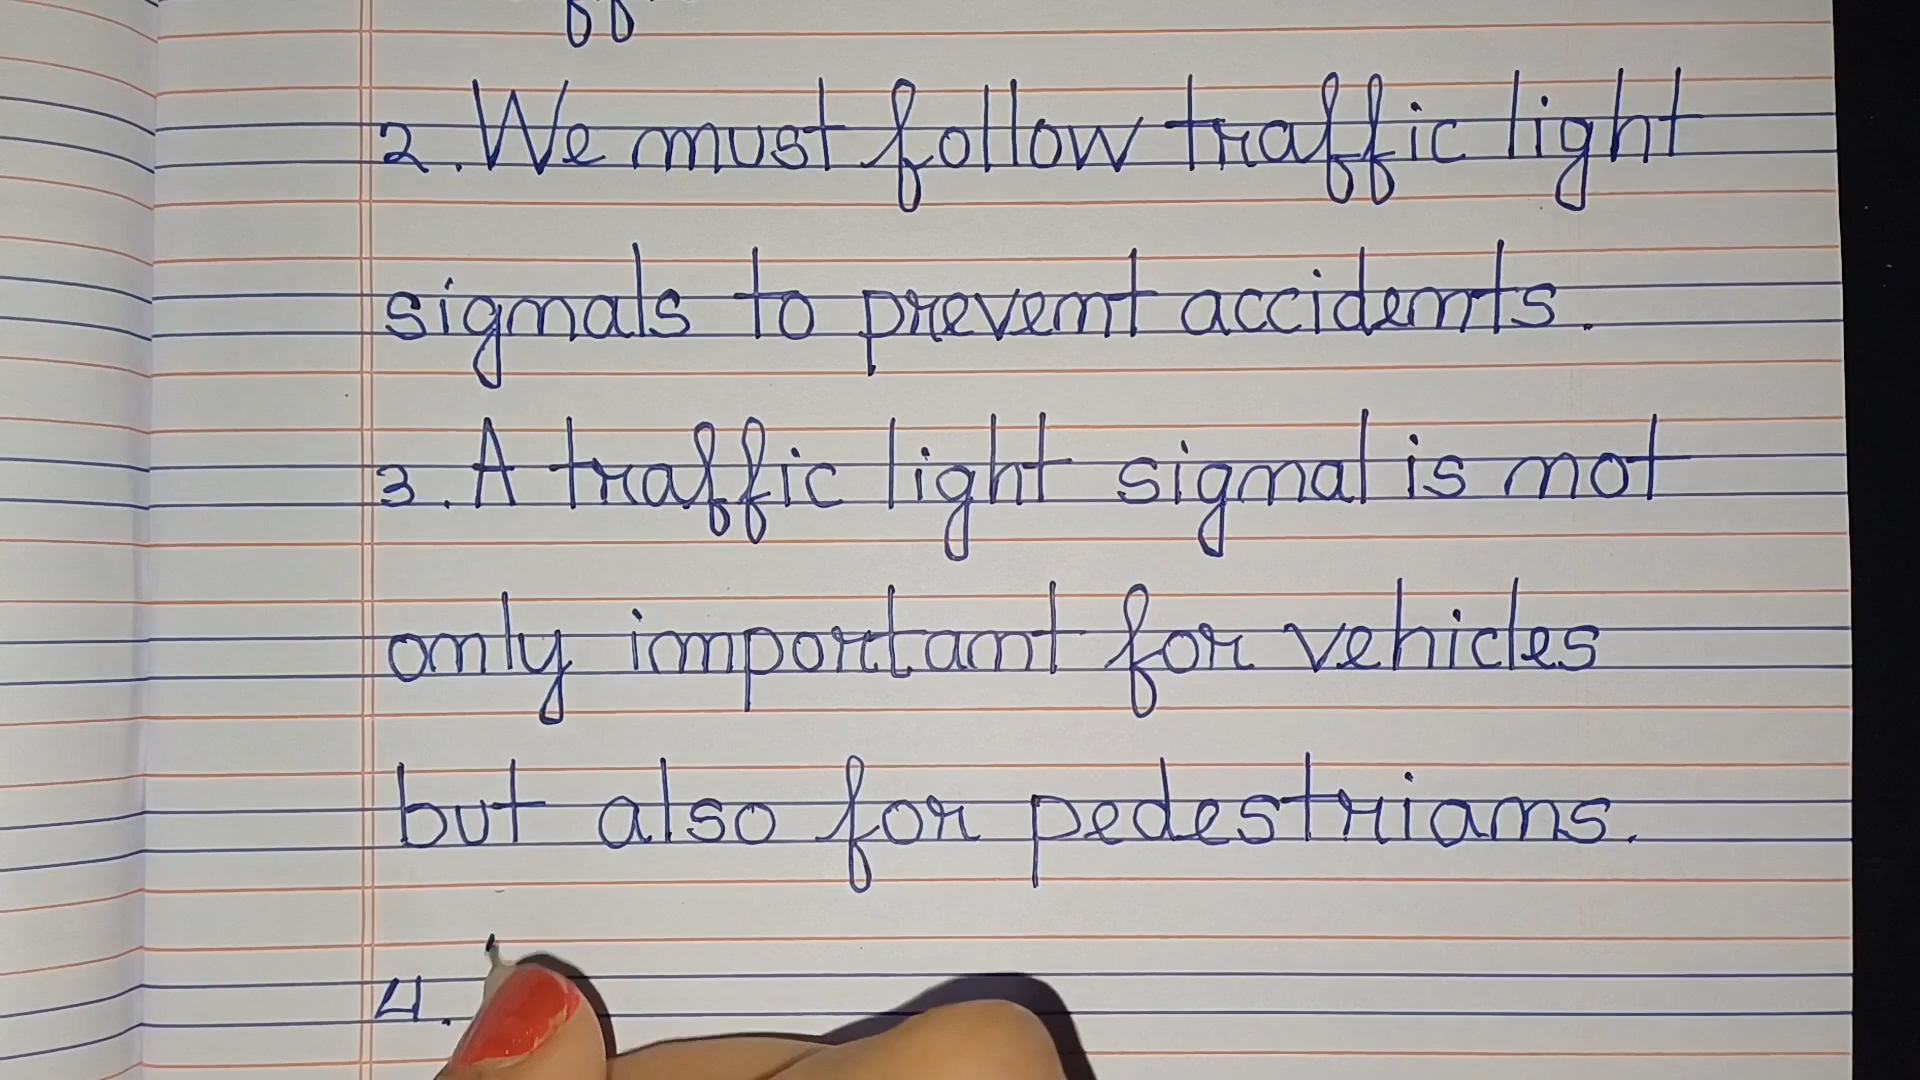 2. We must follow traffic light
signals to prevent accidents.
3. A traffic light signal is not
only important for vehicles
but also for pedestrians.
4.